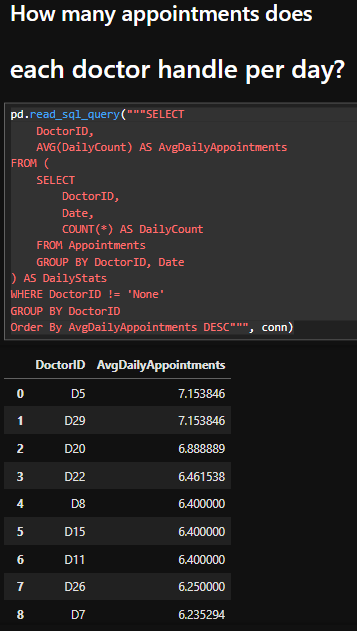 How many appointments does
each doctor handle per day?
pd.read_sql_query("""SELECT
    DoctorID,
    AVG(DailyCount) AS AvgDailyAppointments
FROM (
    SELECT
        DoctorID,
        Date,
        COUNT(*) AS DailyCount
    FROM Appointments
    GROUP BY DoctorID, Date
) AS DailyStats
WHERE DoctorID != 'None'
GROUP BY DoctorID
Order By AvgDailyAppointments DESC""", conn)
DoctorID AvgDailyAppointments
0 D5 7.153846
1 D29 7.153846
2 D20 6.888889
3 D22 6.461538
4 D8 6.400000
5 D15 6.400000
6 D11 6.400000
7 D26 6.250000
8 D7 6.235294